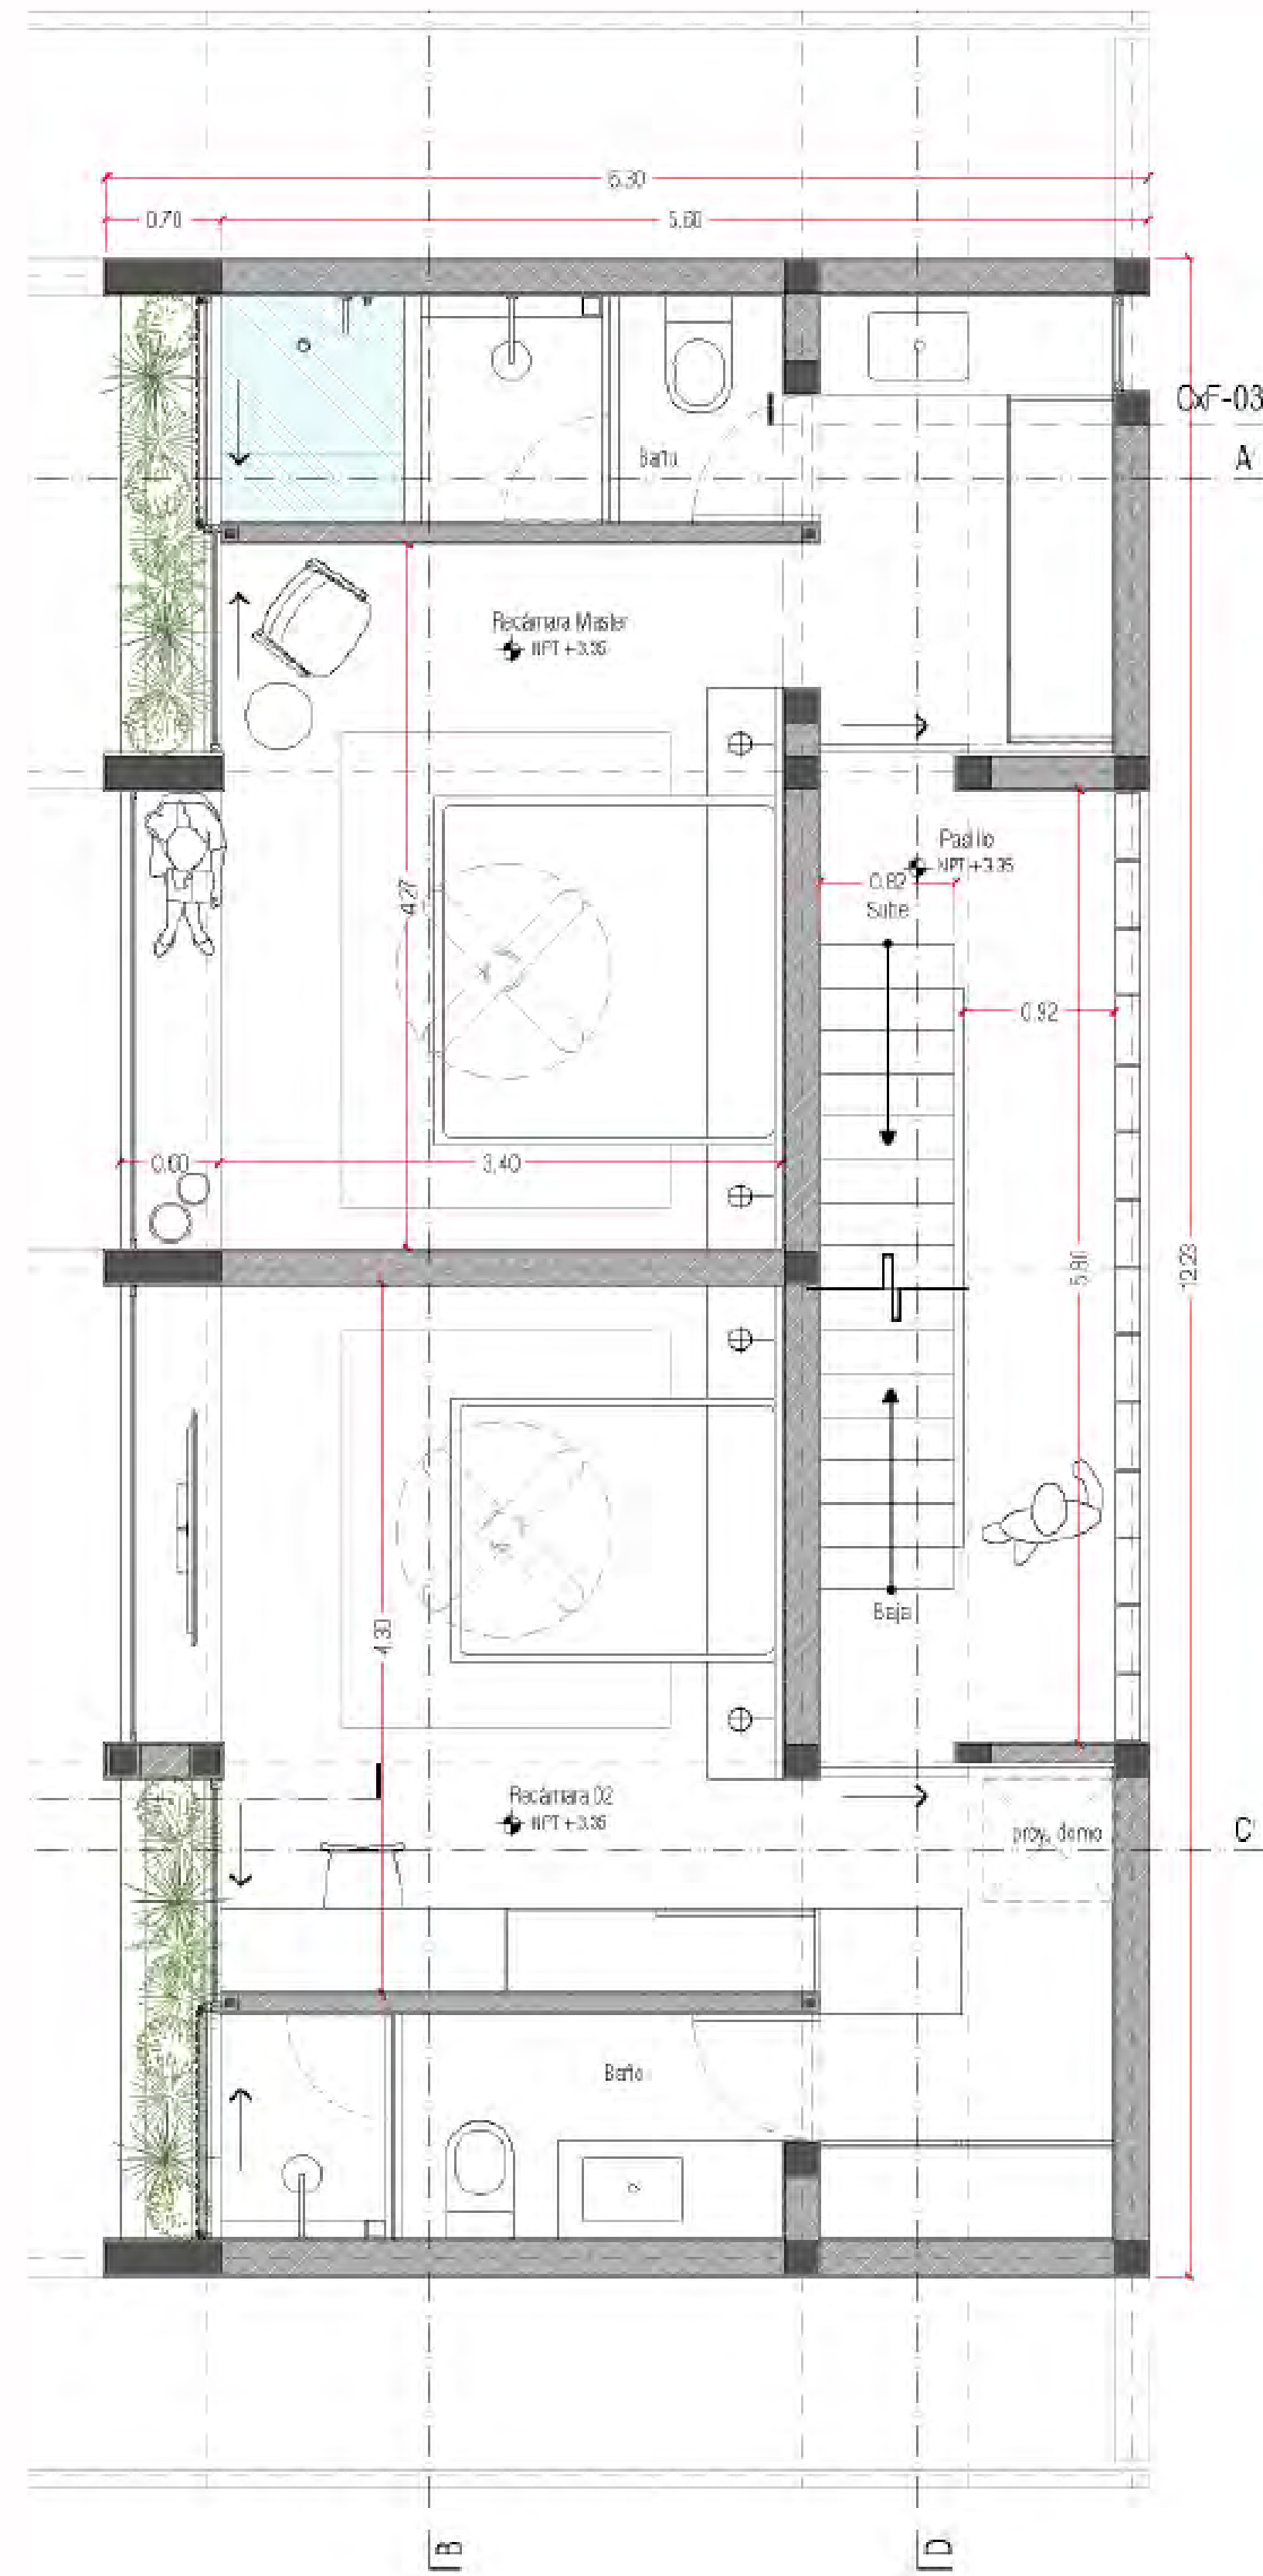 6.30
0.70
5.60
CxF-03
A'
Baño
Recámara Master
NPT +3.35
Pasillo
NPT +3.35
0.82
Sube
4.27
0.92
0.60
3.40
5.80
12.23
4.30
Baja
Recámara 02
NPT +3.35
proy. domo
C'
Baño
B
D